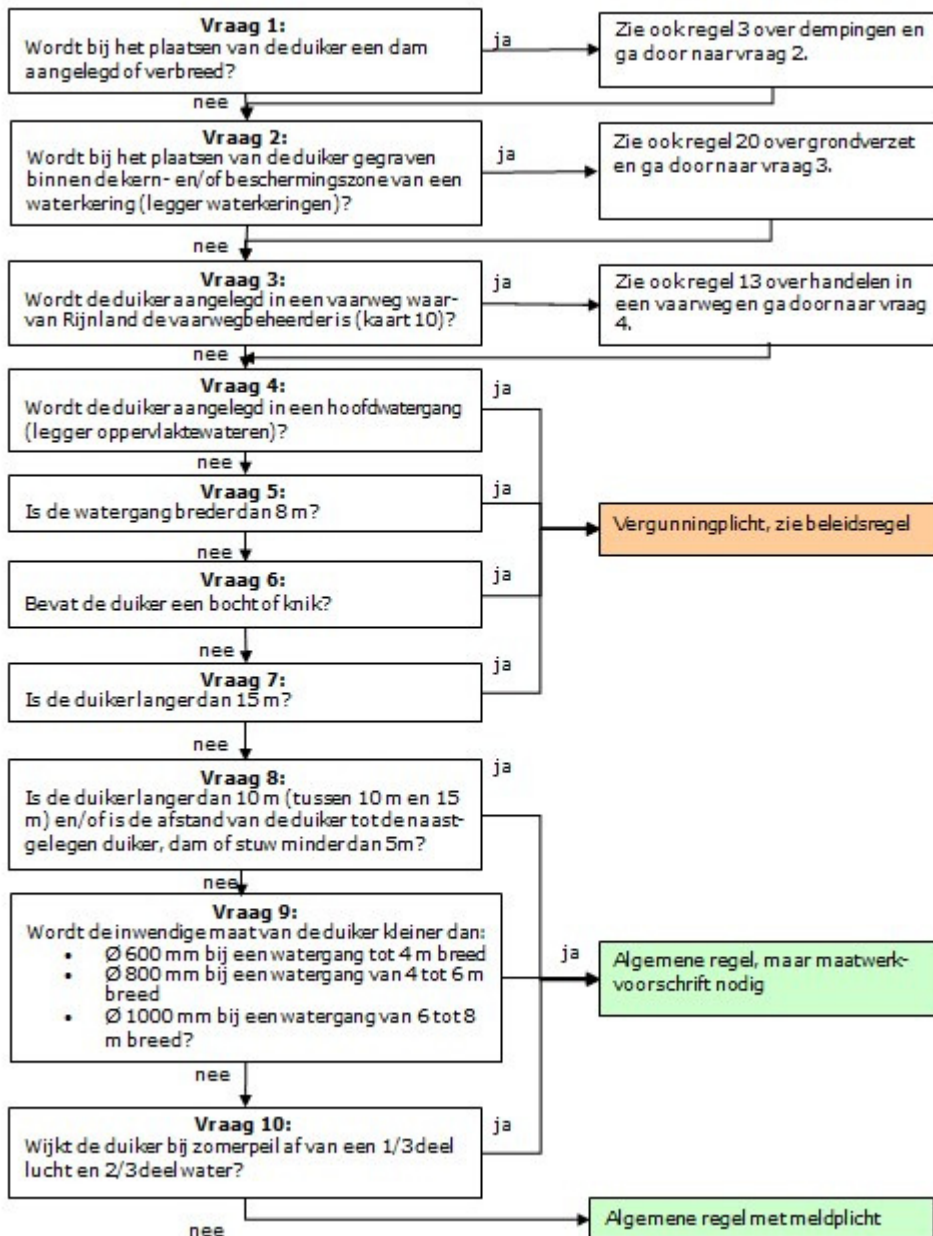 Vraag 1:
Wordt bij het plaatsen van de duiker een dam
aangelegd of verbreed?
ja
Zie ook regel 3 over dempingen en
ga door naar vraag 2.
nee
Vraag 2:
Wordt bij het plaatsen van de duiker gegraven
binnen de kern- en/of beschermingszone van een
waterkering (legger waterkeringen)?
ja
Zie ook regel 20 over grondverzet
en ga door naar vraag 3.
nee
Vraag 3:
Wordt de duiker aangelegd in een vaarweg waar-
van Rijnland de vaarwegbeheerder is (kaart 10)?
ja
Zie ook regel 13 over handelen in
een vaarweg en ga door naar vraag
4.
nee
Vraag 4:
Wordt de duiker aangelegd in een hoofdwatergang
(legger oppervlaktewateren)?
ja
nee
Vraag 5:
Is de watergang breder dan 8 m?
ja
Vergunningplicht, zie beleidsregel
nee
Vraag 6:
Bevat de duiker een bocht of knik?
ja
nee
Vraag 7:
Is de duiker langer dan 15 m?
ja
nee
Vraag 8:
Is de duiker langer dan 10 m (tussen 10 m en 15
m) en/of is de afstand van de duiker tot de naast-
gelegen duiker, dam of stuw minder dan 5m?
ja
nee
Vraag 9:
Wordt de inwendige maat van de duiker kleiner dan:
• Ø 600 mm bij een watergang tot 4 m breed
• Ø 800 mm bij een watergang van 4 tot 6 m
breed
• Ø 1000 mm bij een watergang van 6 tot 8
m breed?
ja
Algemene regel, maar maatwerk-
voorschrift nodig
nee
Vraag 10:
Wijkt de duiker bij zomerpeil af van een 1/3 deel
lucht en 2/3 deel water?
ja
nee
Algemene regel met meldplicht